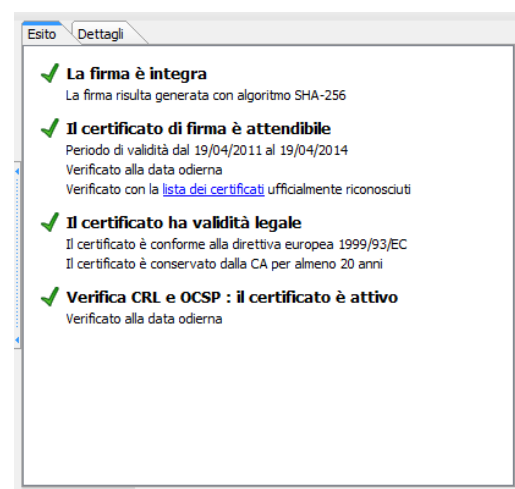 Esito Dettagli
La firma è integra
La firma risulta generata con algoritmo SHA-256
Il certificato di firma è attendibile
Periodo di validità dal 19/04/2011 al 19/04/2014
Verificato alla data odierna
Verificato con la lista dei certificati ufficialmente riconosciuti
Il certificato ha validità legale
Il certificato è conforme alla direttiva europea 1999/93/EC
Il certificato è conservato dalla CA per almeno 20 anni
Verifica CRL e OCSP : il certificato è attivo
Verificato alla data odierna